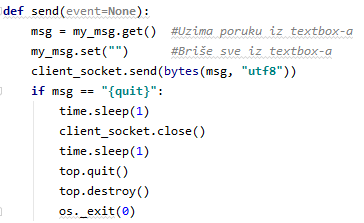 def send(event=None):
    msg = my_msg.get()  #Uzima poruku iz textbox-a
    my_msg.set("")      #Briše sve iz textbox-a
    client_socket.send(bytes(msg, "utf8"))
    if msg == "{quit}":
        time.sleep(1)
        client_socket.close()
        time.sleep(1)
        top.quit()
        top.destroy()
        os._exit(0)